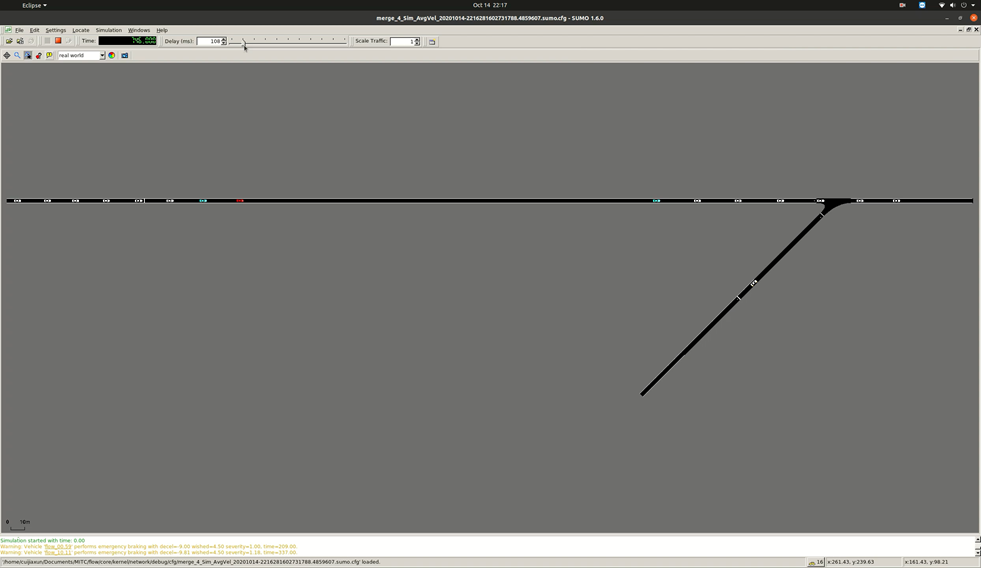 Eclipse
Oct 14 22:17
merge_4_Sim_AvgVel_20201014-2216281602731788.4859607.sumo.cfg - SUMO 1.6.0
File Edit Settings Locate Simulation Windows Help
Time: Delay (ms): 108 Scale Traffic: 1
real world
0 10m
Simulation started with time: 0.00
Warning: Vehicle 'flow_00.59' performs emergency braking with decel=-9.00 wished=4.50 severity=1.00, time=209.00.
Warning: Vehicle 'flow_10.11' performs emergency braking with decel=-9.81 wished=4.50 severity=1.18, time=337.00.
'/home/cuijiaxun/Documents/MITC/flow/core/kernel/network/debug/cfg/merge_4_Sim_AvgVel_20201014-2216281602731788.4859607.sumo.cfg' loaded.
16 x:261.43, y:239.63 x:161.43, y:98.21